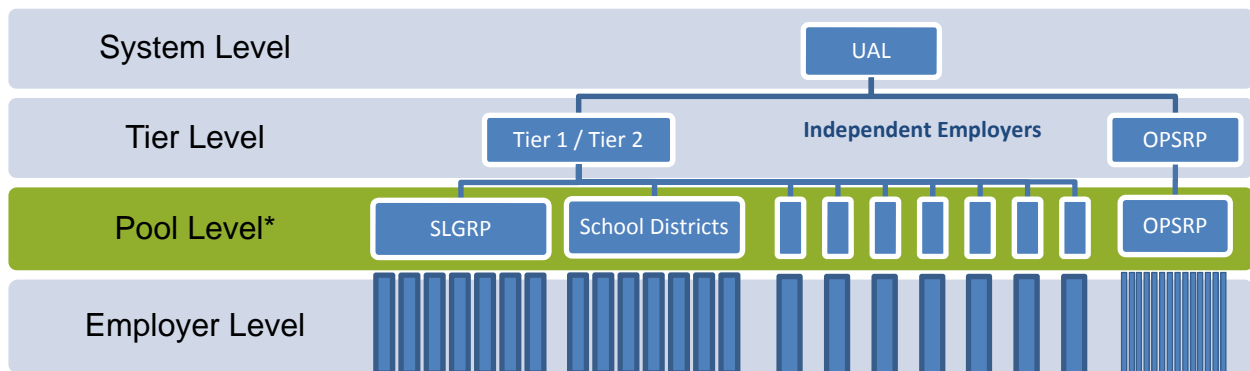 System Level
UAL
Tier Level
Tier 1 / Tier 2
Independent Employers
OPSRP
Pool Level*
SLGRP
School Districts
OPSRP
Employer Level